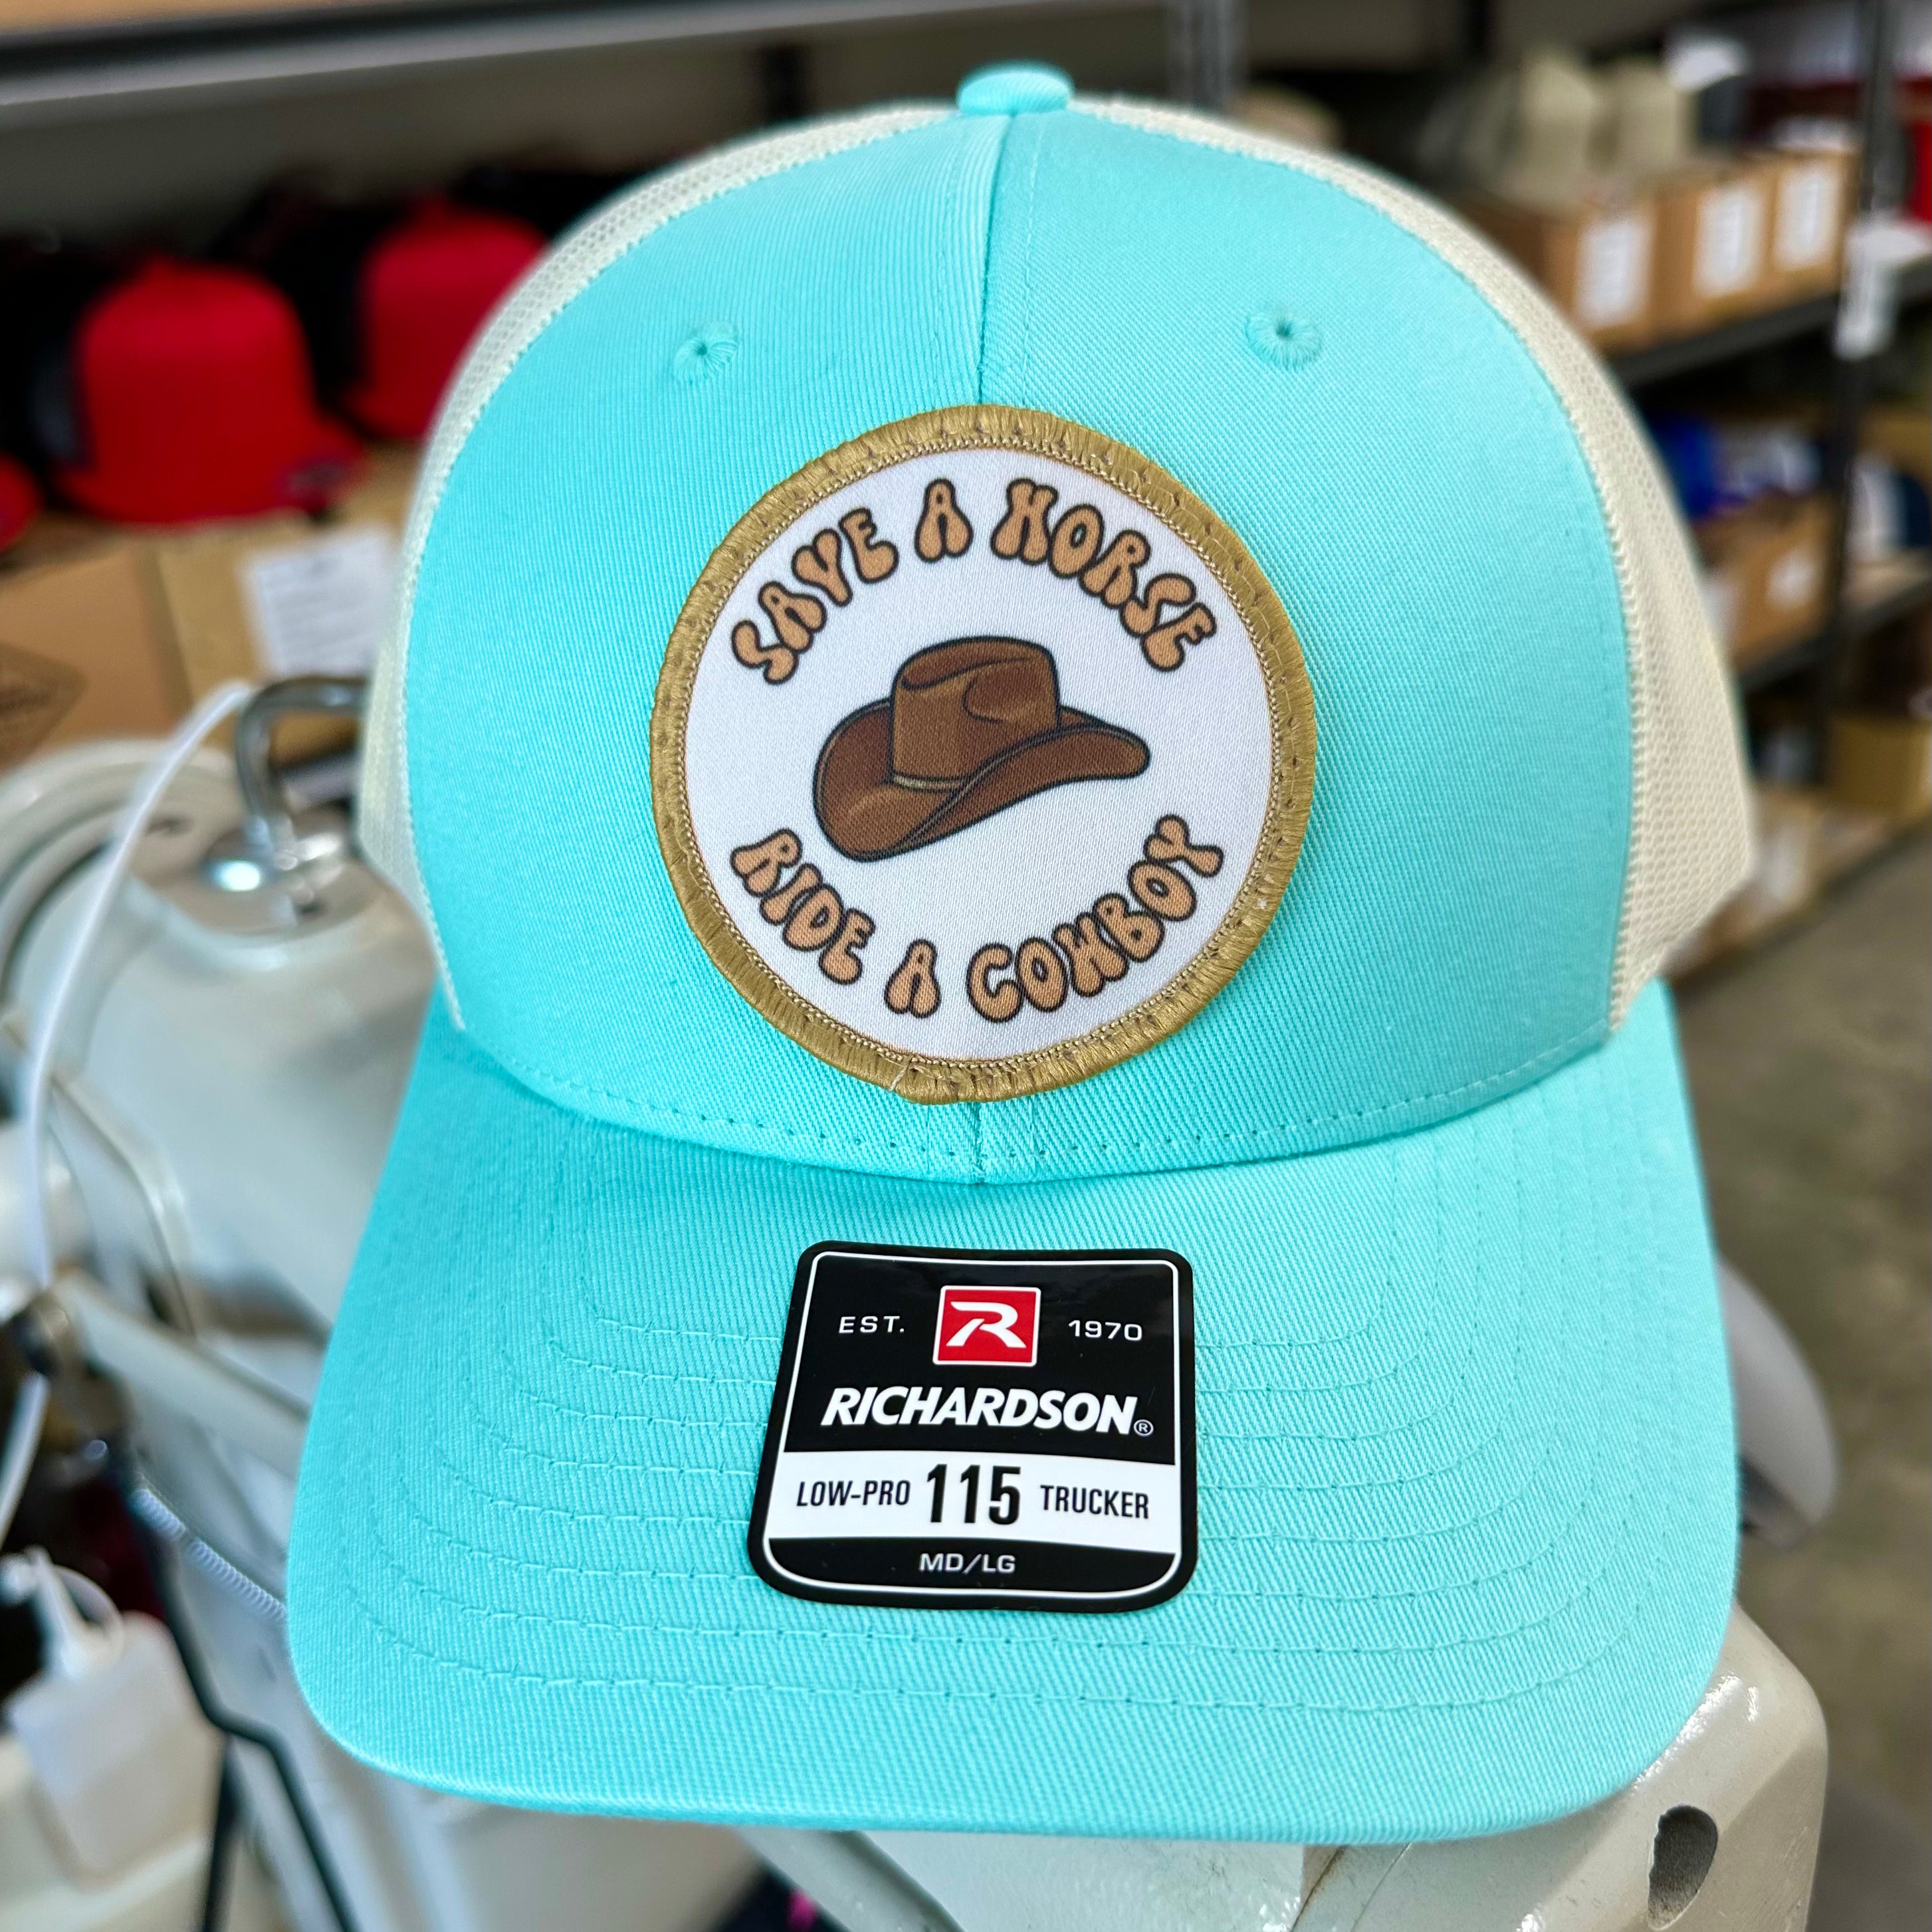 SAVE A HORSE
RIDE A COWBOY
EST. R 1970
RICHARDSON®
LOW-PRO 115 TRUCKER
MD/LG